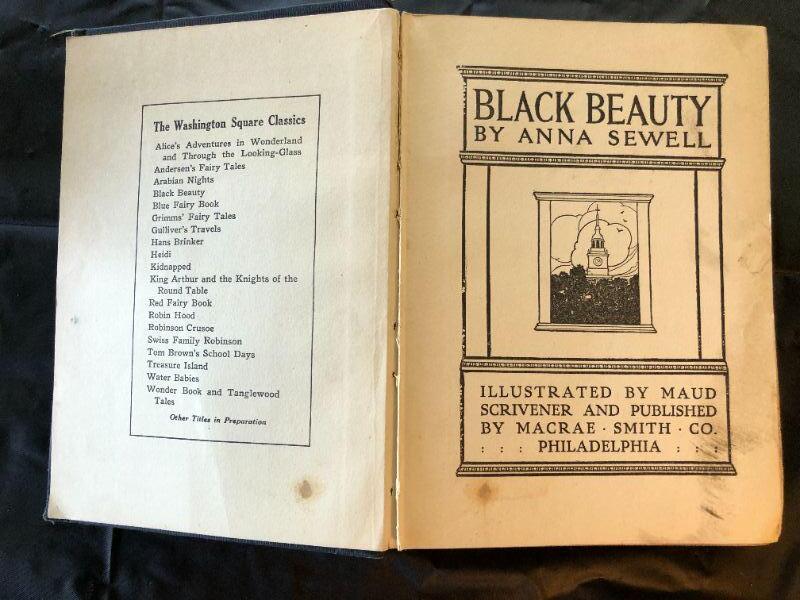 The Washington Square Classics
Alice's Adventures in Wonderland
and Through the Looking-Glass
Andersen's Fairy Tales
Arabian Nights
Black Beauty
Blue Fairy Book
Grimms' Fairy Tales
Gulliver's Travels
Hans Brinker
Heidi
Kidnapped
King Arthur and the Knights of the
Round Table
Red Fairy Book
Robin Hood
Robinson Crusoe
Swiss Family Robinson
Tom Brown's School Days
Treasure Island
Water Babies
Wonder Book and Tanglewood
Tales
Other Titles in Preparation
BLACK BEAUTY
BY ANNA SEWELL
ILLUSTRATED BY MAUD
SCRIVENER AND PUBLISHED
BY MACRAE · SMITH · CO.
: : : PHILADELPHIA : : :